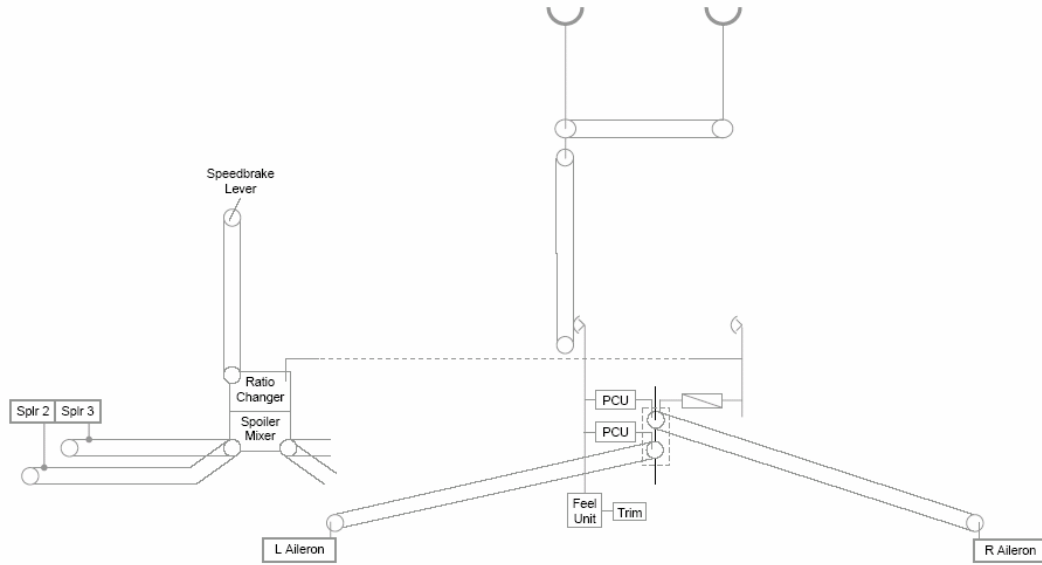 Speedbrake
Lever
Ratio
Changer
Splr 2
Splr 3
Spoiler
Mixer
PCU
PCU
Feel
Unit
Trim
L Aileron
R Aileron